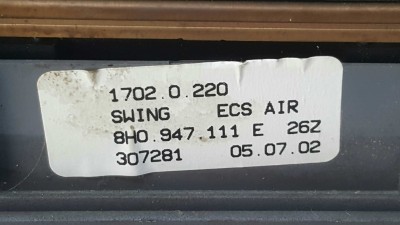 1702.0.220
SWING ECS AIR
8H0.947.111 E 26Z
307281 05.07.02